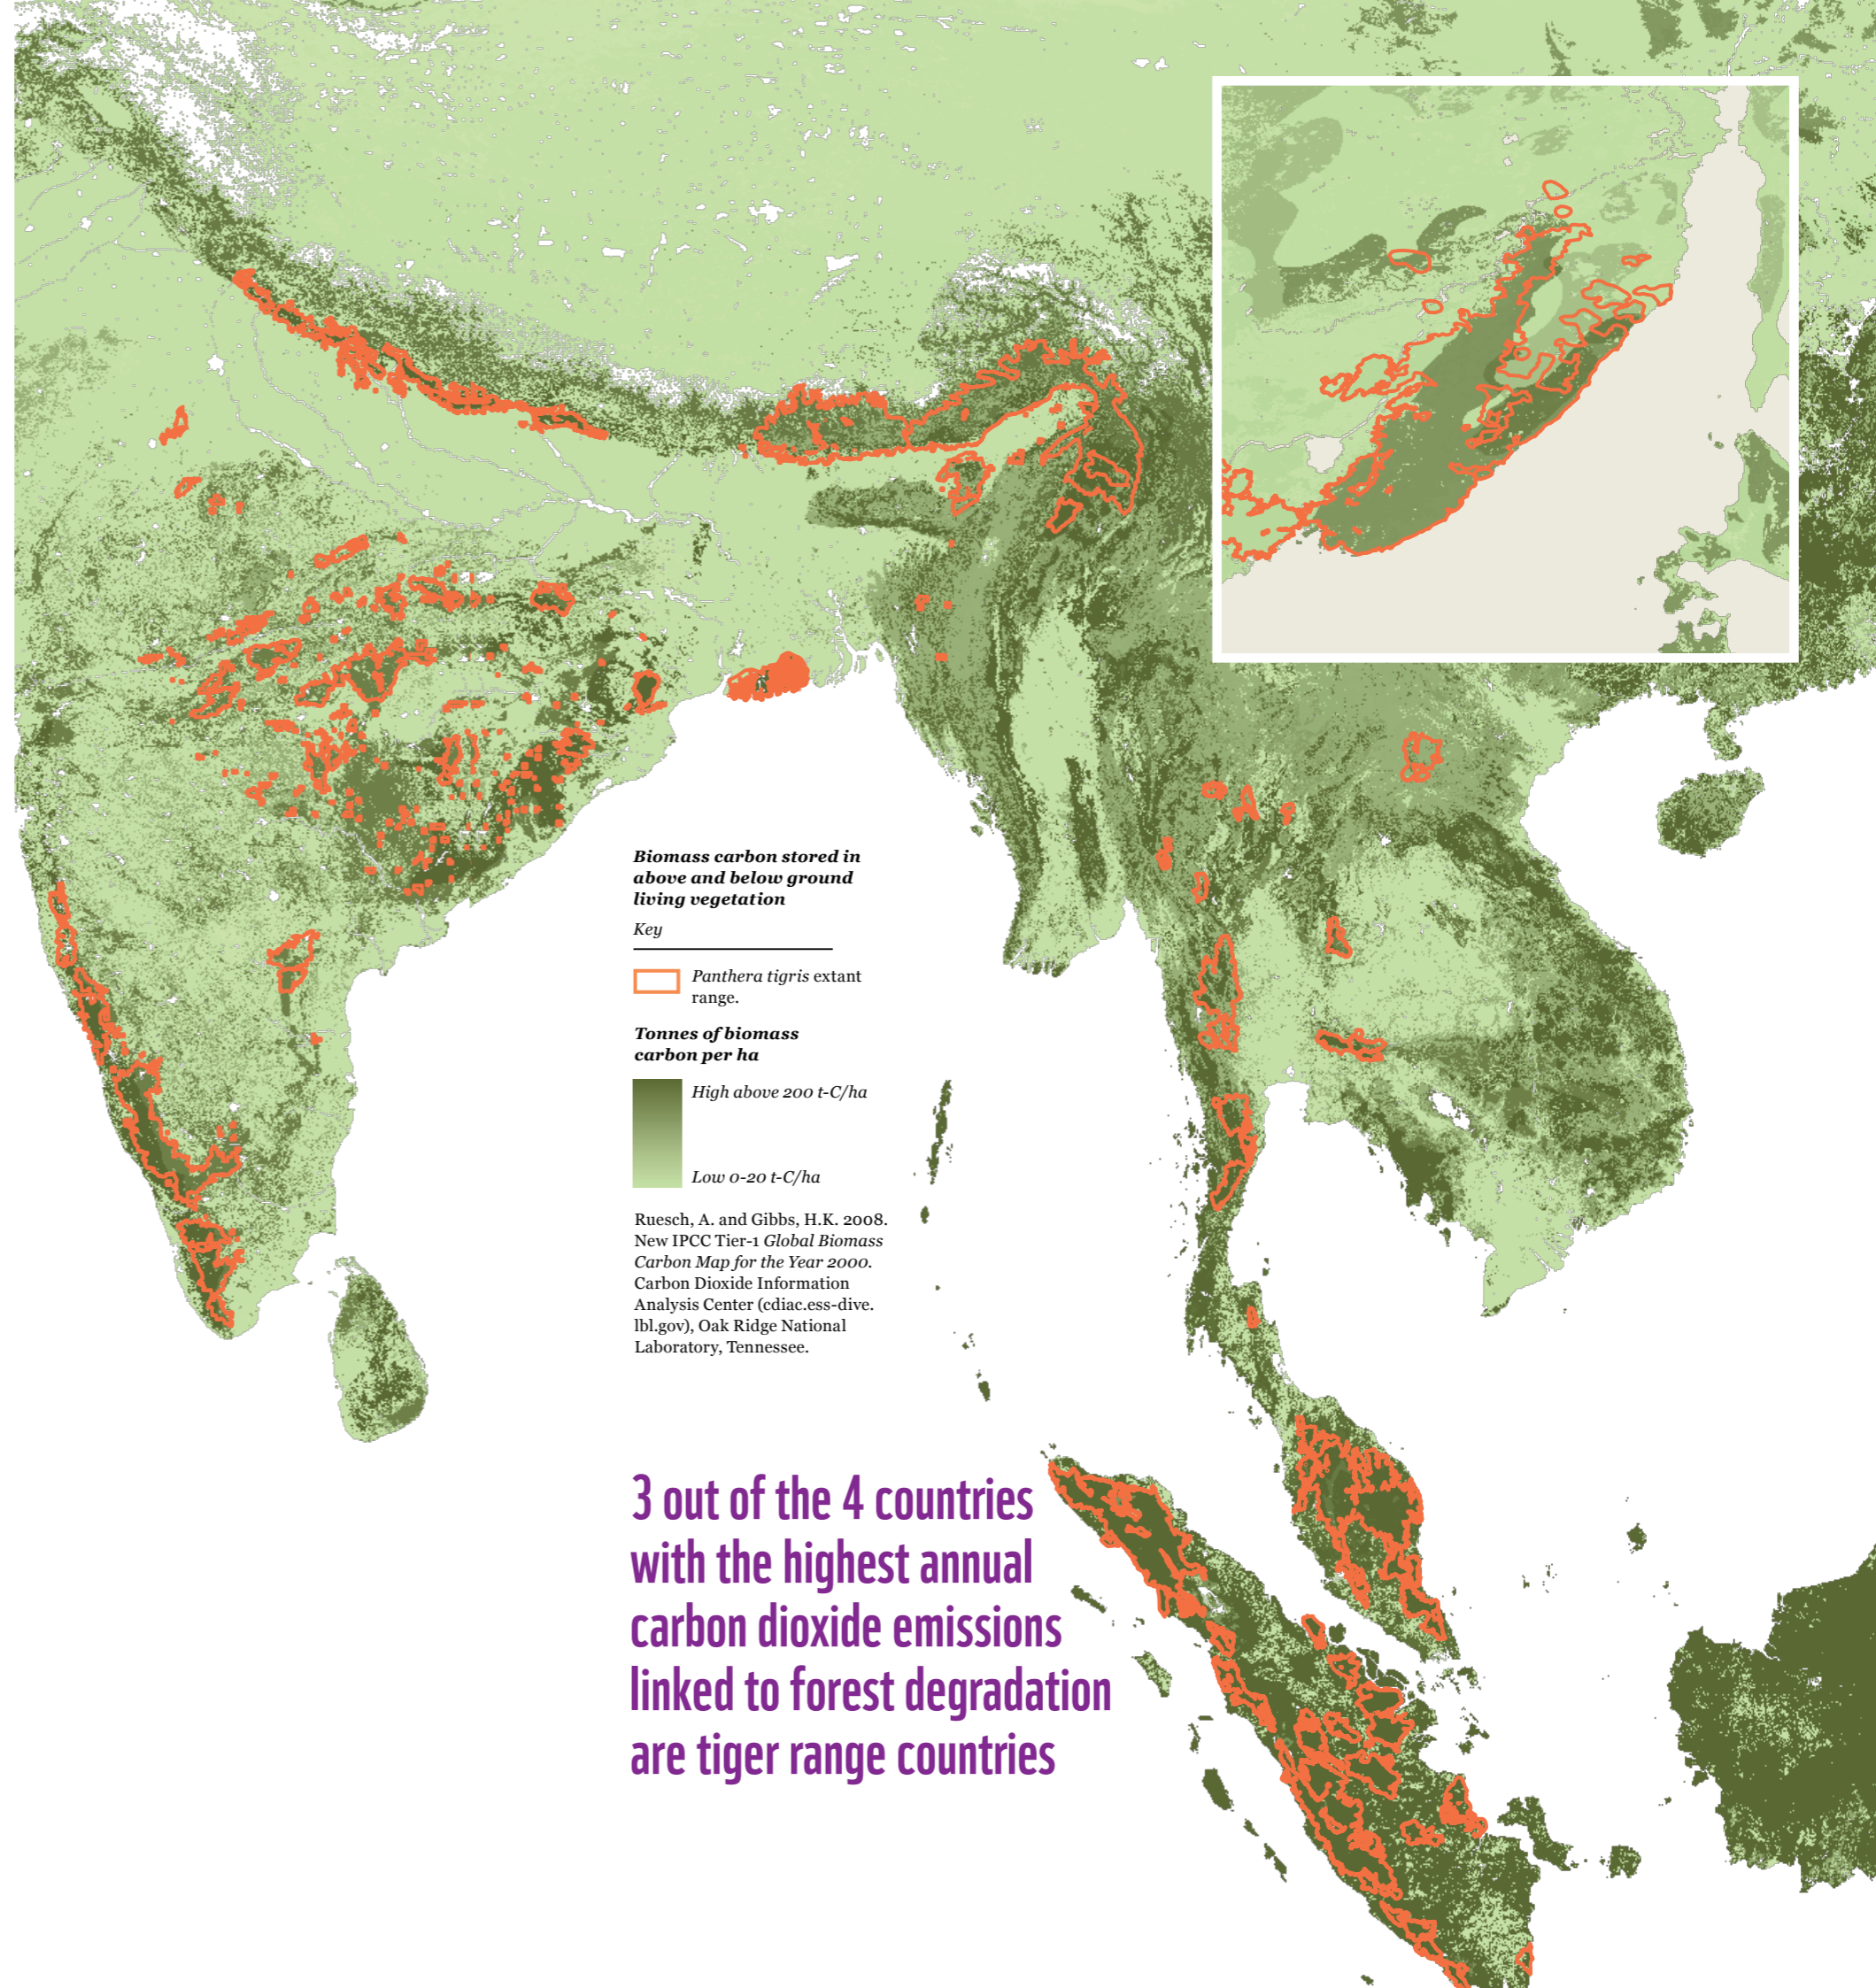 Biomass carbon stored in
above and below ground
living vegetation
Key
Panthera tigris extant
range.
Tonnes of biomass
carbon per ha
High above 200 t-C/ha
Low 0-20 t-C/ha
Ruesch, A. and Gibbs, H.K. 2008.
New IPCC Tier-1 Global Biomass
Carbon Map for the Year 2000.
Carbon Dioxide Information
Analysis Center (cdiac.ess-dive.
lbl.gov), Oak Ridge National
Laboratory, Tennessee.
3 out of the 4 countries
with the highest annual
carbon dioxide emissions
linked to forest degradation
are tiger range countries